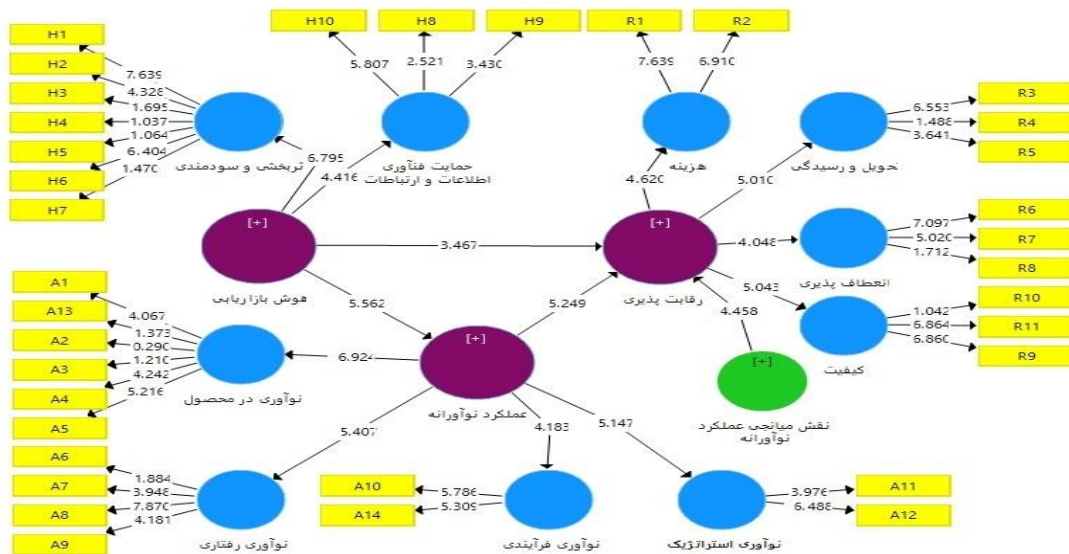 H10
H8
H9
R1
R2
H1
H2
H3
H4
H5
H6
H7
7.639
4.328
1.695
1.037
1.064
6.404
1.470
5.807
2.521
3.430
7.639
6.910
6.553
1.488
3.641
R3
R4
R5
ثربخشی و سودمندی
6.795
حمایت فنآوری
اطلاعات و ارتباطات
4.416
هزینه
4.620
تحویل و رسیدگی
5.010
[+]
هوش بازاریابی
3.467
[+]
رقابت پذیری
4.048
انعطاف پذیری
7.097
5.020
1.712
R6
R7
R8
5.043
4.458
کیفیت
1.042
6.864
6.860
R10
R11
R9
5.562
5.249
A1
A13
A2
A3
A4
A5
4.067
1.373
0.290
1.210
4.242
5.216
نوآوری در محصول
6.924
[+]
عملکرد نوآورانه
[+]
نقش میانجی عملکرد
نوآورانه
5.407
4.183
5.147
A6
A7
A8
A9
1.884
3.948
7.870
4.181
نوآوری رفتاری
A10
A14
5.786
5.309
نوآوری فرآیندی
3.976
6.488
A11
A12
نوآوری استراتژیک